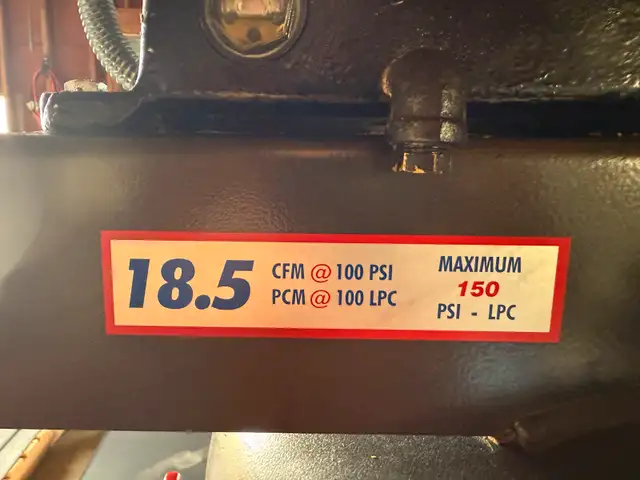 18.5 CFM @ 100 PSI
PCM @ 100 LPC
MAXIMUM
150
PSI - LPC